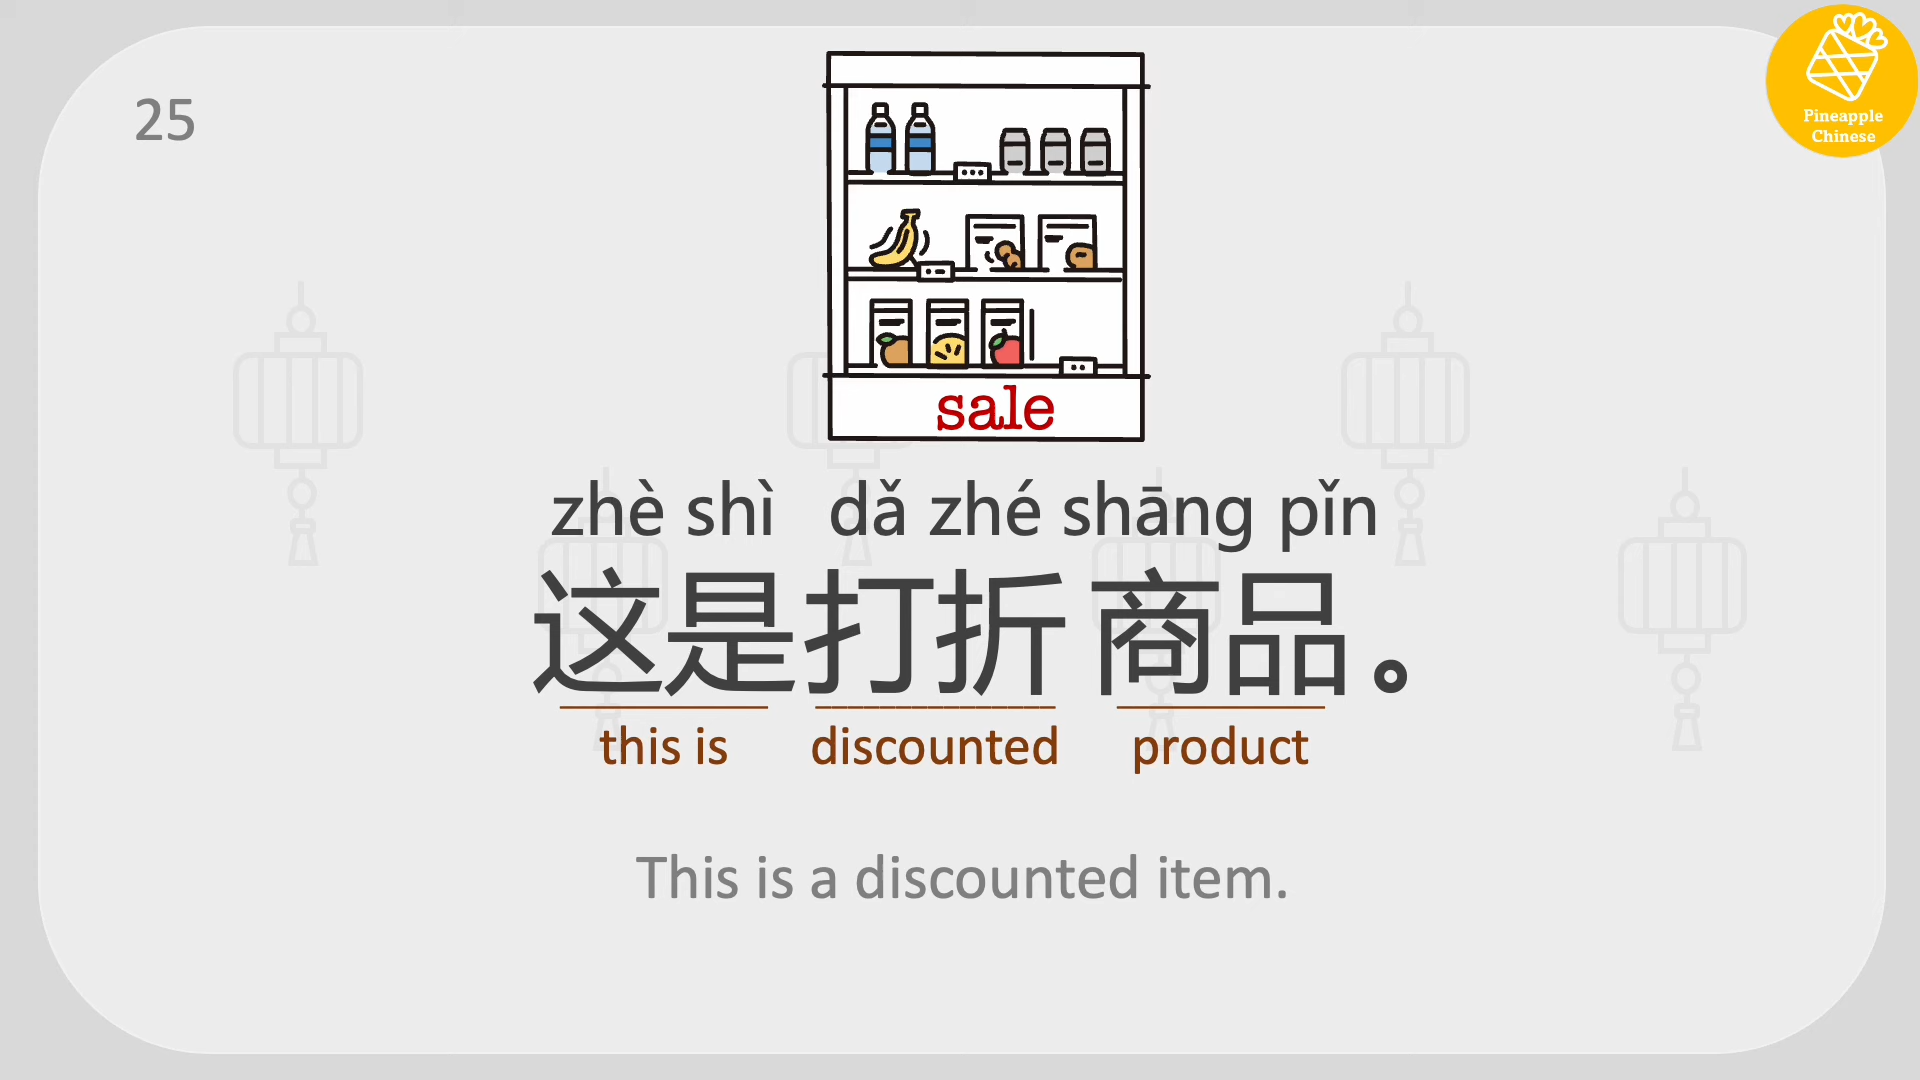 25
Pineapple
Chinese
sale
zhè shì dǎ zhé shāng pǐn
这是打折商品。
this is discounted product
This is a discounted item.